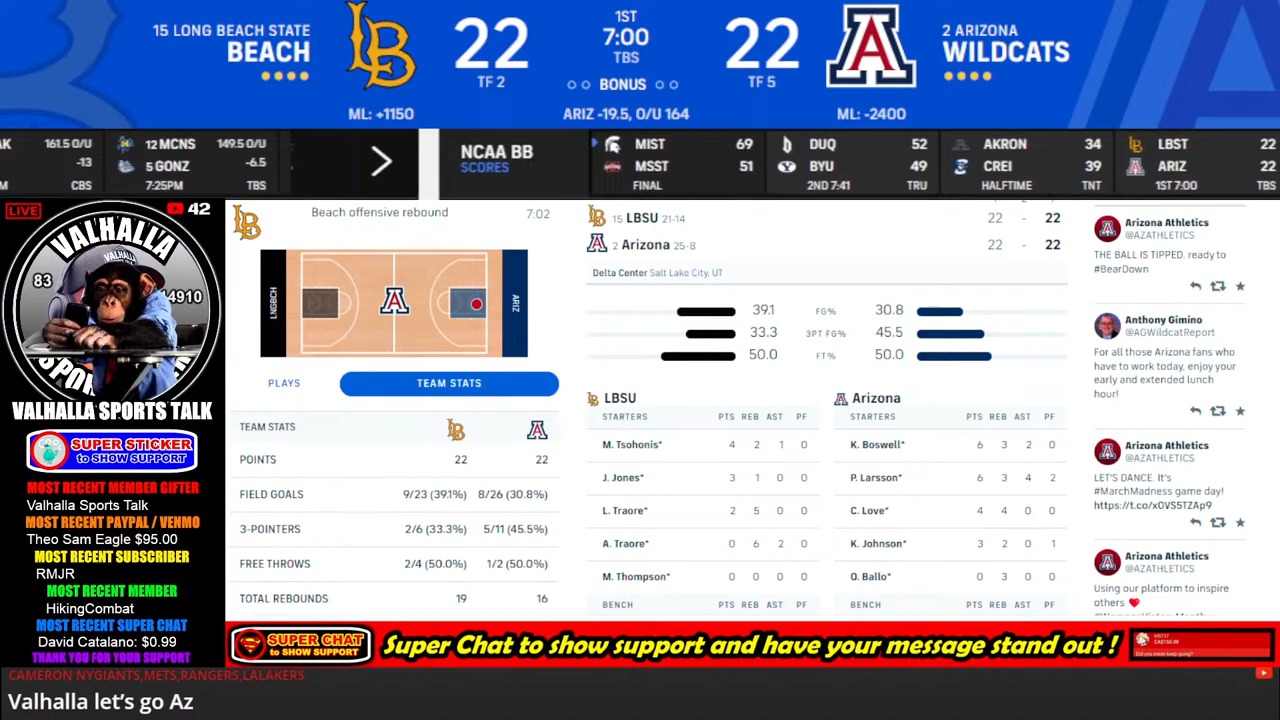 15 LONG BEACH STATE
BEACH
LB
22
TF 2
1ST
7:00
TBS
BONUS
22
TF 5
A
2 ARIZONA
WILDCATS
ML: +1150
ARIZ -19.5, O/U 164
ML: -2400
161.5 O/U
-13
CBS
12 MCNS 149.5 O/U
5 GONZ -6.5
7:25PM TBS
NCAA BB
SCORES
MIST 69
MSST 51
FINAL
DUQ 52
BYU 49
2ND 7:41 TRU
AKRON 34
CREI 39
HALFTIME TNT
LBST 22
ARIZ 22
1ST 7:00 TBS
LIVE
42
VALHALLA
VALHALLA
83
14910
VALHALLA SPORTS TALK
SUPER STICKER
to SHOW SUPPORT
MOST RECENT MEMBER GIFTER
Valhalla Sports Talk
MOST RECENT PAYPAL / VENMO
Theo Sam Eagle $95.00
MOST RECENT SUBSCRIBER
RMJR
MOST RECENT MEMBER
HikingCombat
MOST RECENT SUPER CHAT
David Catalano: $0.99
THANK YOU FOR YOUR SUPPORT
Beach offensive rebound 7:02
LNGBCH
A
ARIZ
PLAYS
TEAM STATS
TEAM STATS
POINTS 22 22
FIELD GOALS 9/23 (39.1%) 8/26 (30.8%)
3-POINTERS 2/6 (33.3%) 5/11 (45.5%)
FREE THROWS 2/4 (50.0%) 1/2 (50.0%)
TOTAL REBOUNDS 19 16
15 LBSU 21-14 22 - 22
2 Arizona 25-8 22 - 22
Delta Center Salt Lake City, UT
39.1 FG% 30.8
33.3 3PT FG% 45.5
50.0 FT% 50.0
LBSU
STARTERS PTS REB AST PF
M. Tsohonis* 4 2 1 0
J. Jones* 3 1 0 0
L. Traore* 2 5 0 0
A. Traore* 0 6 2 0
M. Thompson* 0 0 0 0
BENCH PTS REB AST PF
Arizona
STARTERS PTS REB AST PF
K. Boswell* 6 3 2 0
P. Larsson* 6 3 4 2
C. Love* 4 4 0 0
K. Johnson* 3 2 0 1
O. Ballo* 0 3 0 0
BENCH PTS REB AST PF
Arizona Athletics
@AZATHLETICS
THE BALL IS TIPPED. ready to
#BearDown
Anthony Gimino
@AGWildcatReport
For all those Arizona fans who
have to work today, enjoy your
early and extended lunch
hour!
Arizona Athletics
@AZATHLETICS
LET'S DANCE. It's
#MarchMadness game day!
https://t.co/xOVS5TZAp9
Arizona Athletics
@AZATHLETICS
Using our platform to inspire
others
SUPER CHAT
to SHOW SUPPORT
Super Chat to show support and have your message stand out !
CAMERON NYGIANTS,METS,RANGERS,LALAKERS
Valhalla let's go Az